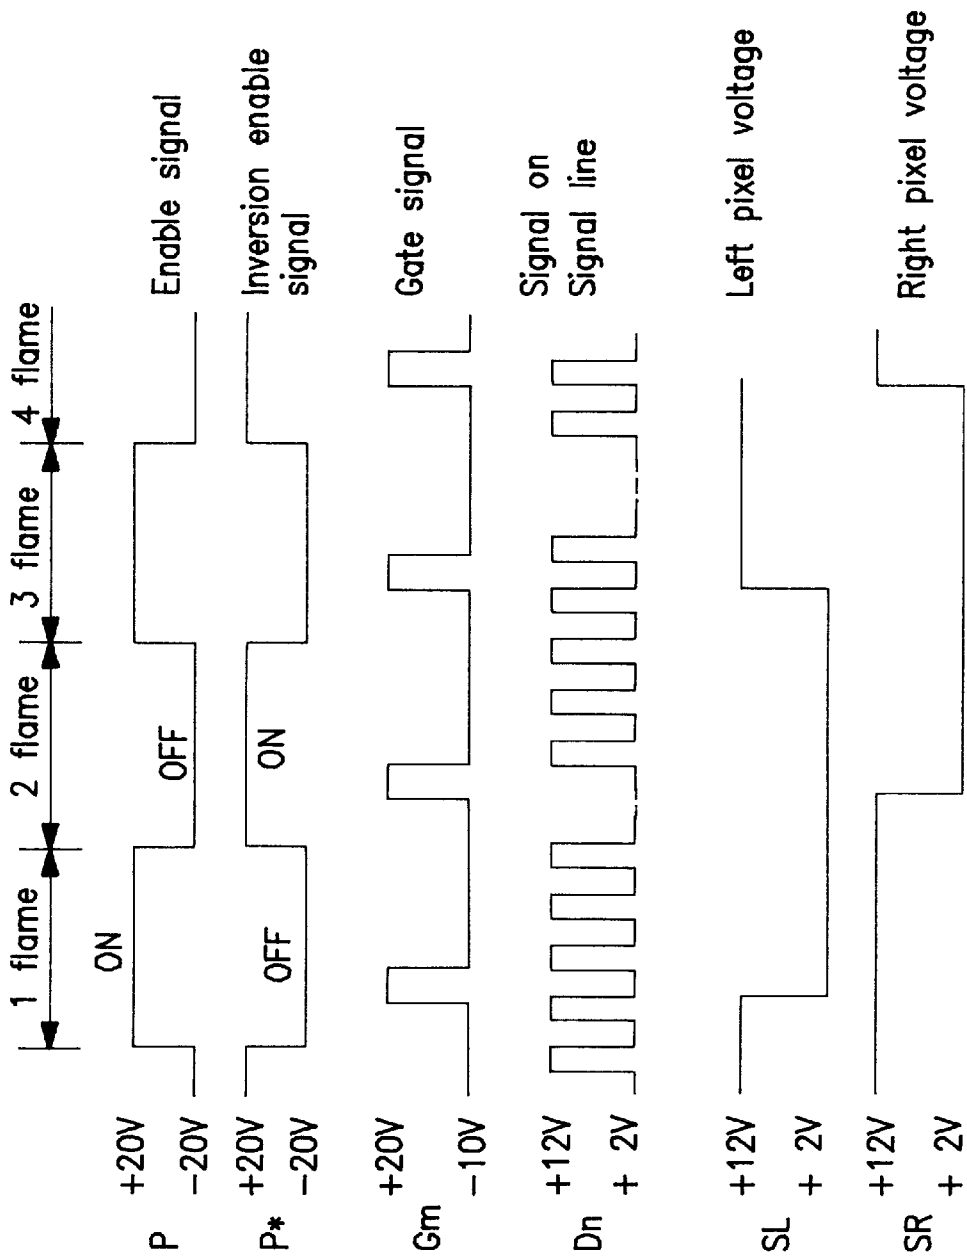 1 flame
2 flame
3 flame
4 flame
P
+20V
-20V
ON
OFF
Enable signal
P*
+20V
-20V
OFF
ON
Inversion enable
signal
Gm
+20V
-10V
Gate signal
Dn
+12V
+ 2V
Signal on
Signal line
SL
+12V
+ 2V
Left pixel voltage
SR
+12V
+ 2V
Right pixel voltage